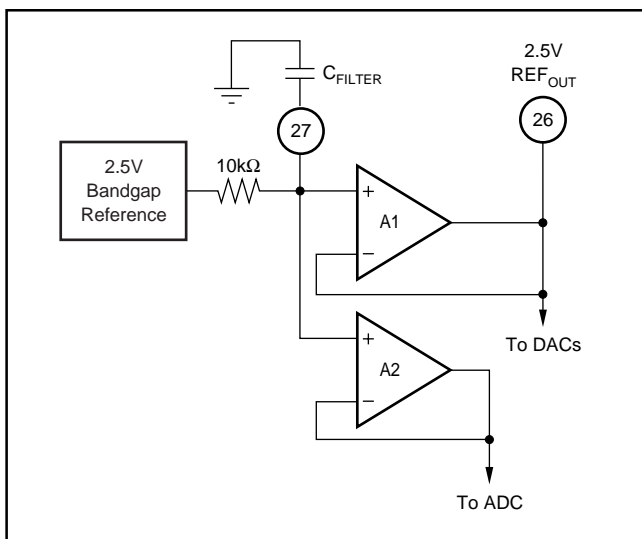 C_FILTER
2.5V
REF_OUT
27
26
2.5V
Bandgap
Reference
10kΩ
+
A1
−
To DACs
+
A2
−
To ADC